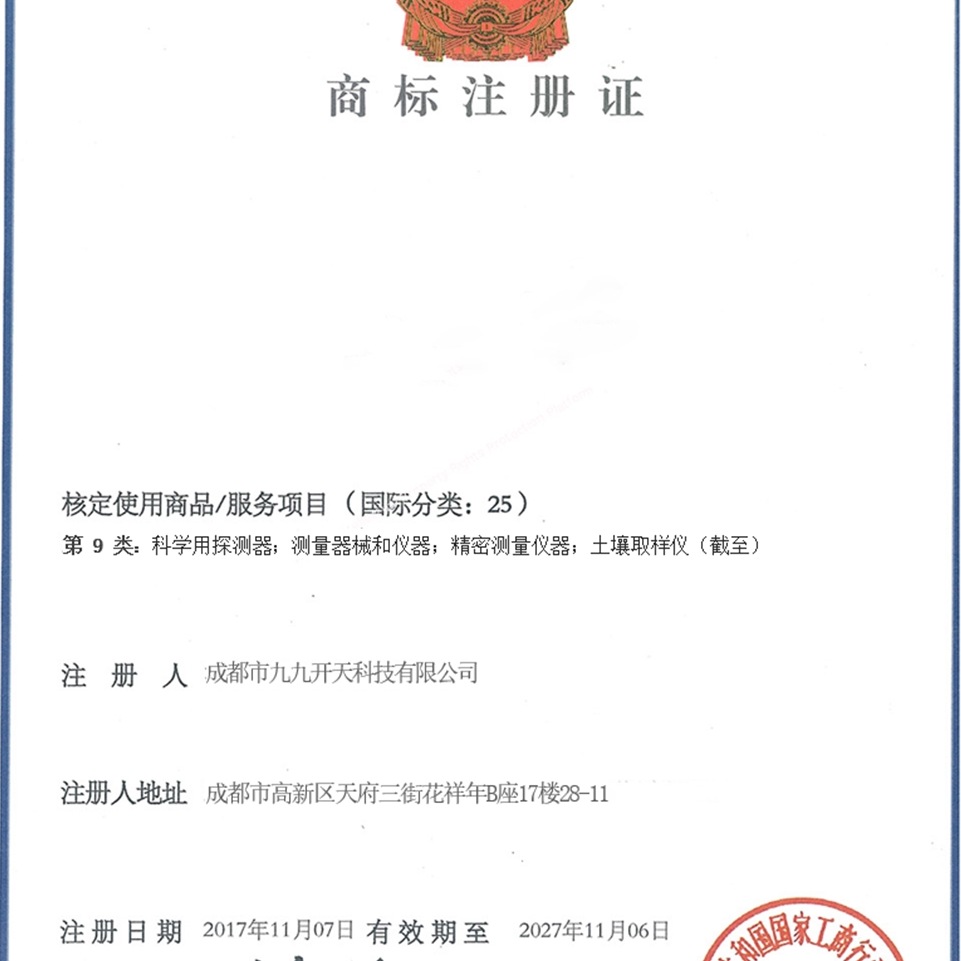 商标注册证
核定使用商品/服务项目（国际分类：25）
第 9 类：科学用探测器；测量器械和仪器；精密测量仪器；土壤取样仪（截至）
注 册 人 成都市九九开天科技有限公司
注册人地址 成都市高新区天府三街花祥年B座17楼28-11
注册日期 2017年11月07日 有效期至 2027年11月06日
和国国家工商行